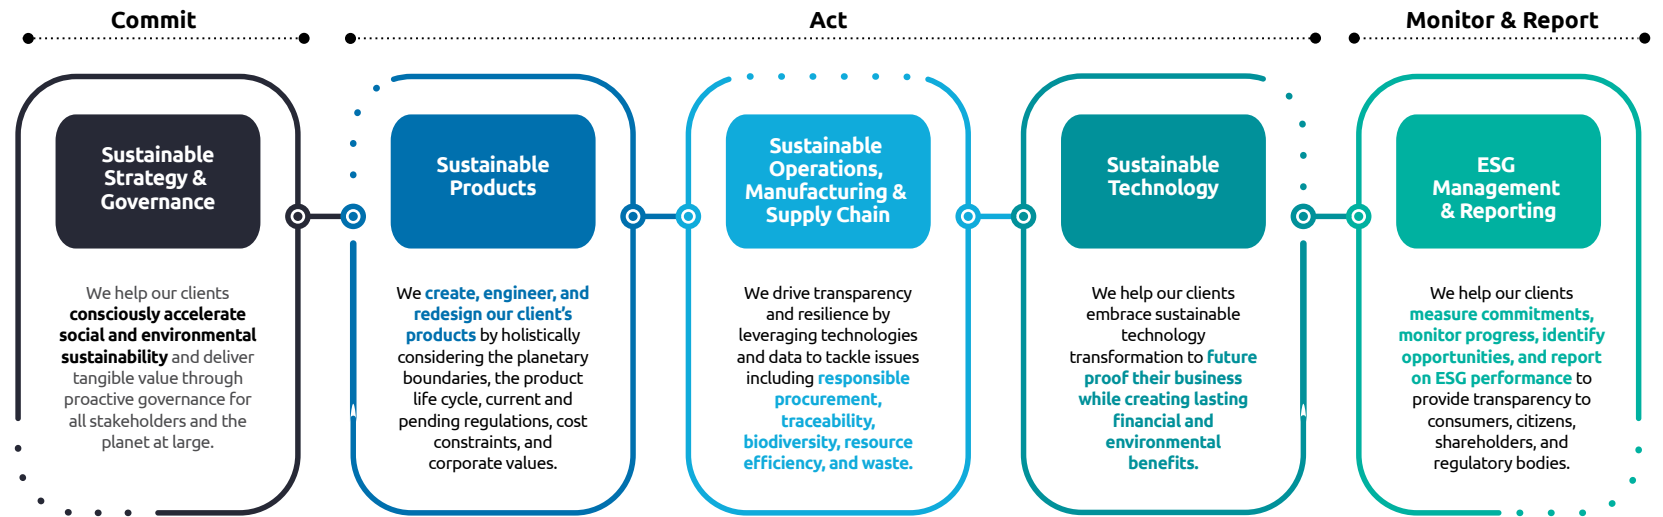 Commit
Act
Monitor & Report
Sustainable
Strategy &
Governance
We help our clients
consciously accelerate
social and environmental
sustainability and deliver
tangible value through
proactive governance for
all stakeholders and the
planet at large.
Sustainable
Products
We create, engineer, and
redesign our client's
products by holistically
considering the planetary
boundaries, the product
life cycle, current and
pending regulations, cost
constraints, and
corporate values.
Sustainable
Operations,
Manufacturing &
Supply Chain
We drive transparency
and resilience by
leveraging technologies
and data to tackle issues
including responsible
procurement,
traceability,
biodiversity, resource
efficiency, and waste.
Sustainable
Technology
We help our clients
embrace sustainable
technology
transformation to future
proof their business
while creating lasting
financial and
environmental
benefits.
ESG
Management
& Reporting
We help our clients
measure commitments,
monitor progress, identify
opportunities, and report
on ESG performance to
provide transparency to
consumers, citizens,
shareholders, and
regulatory bodies.